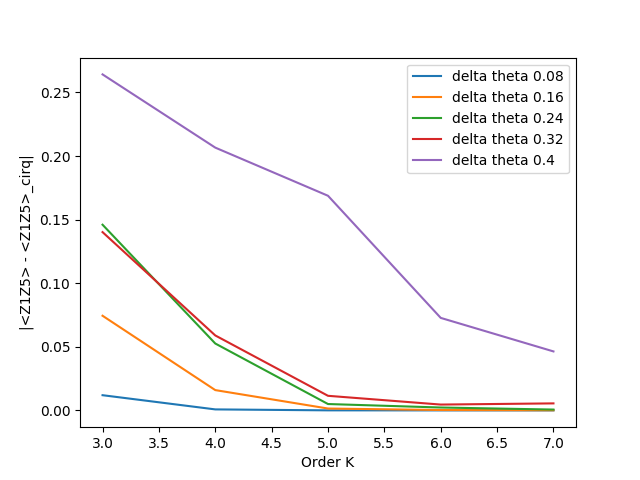 delta theta 0.08
delta theta 0.16
delta theta 0.24
delta theta 0.32
delta theta 0.4
|<Z1Z5> - <Z1Z5>_cirq|
0.25
0.20
0.15
0.10
0.05
0.00
3.0 3.5 4.0 4.5 5.0 5.5 6.0 6.5 7.0
Order K